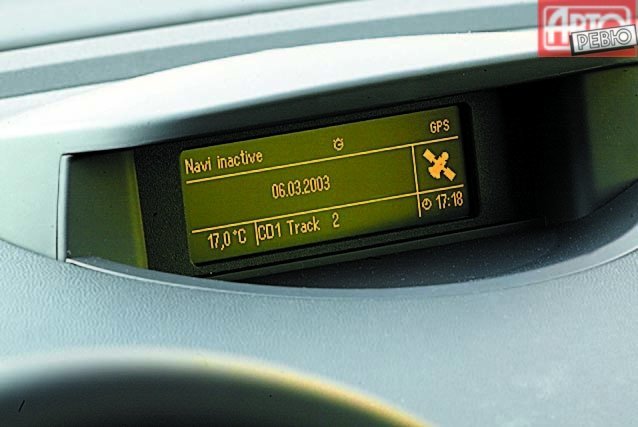 АВТО
РЕВЮ
Navi inactive
GPS
06.03.2003
17,0°C CD1 Track 2
17:18